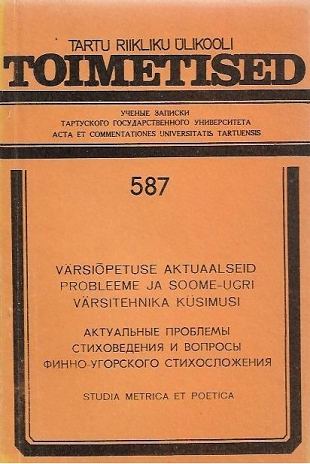 TARTU RIIKLIKU ÜLIKOOLI
TOIMETISED
УЧЕНЫЕ ЗАПИСКИ
ТАРТУСКОГО ГОСУДАРСТВЕННОГО УНИВЕРСИТЕТА
ACTA ET COMMENTATIONES UNIVERSITATIS TARTUENSIS
587
VÄRSIÕPETUSE AKTUAALSEID
PROBLEEME JA SOOME-UGRI
VÄRSITEHNIKA KÜSIMUSI
АКТУАЛЬНЫЕ ПРОБЛЕМЫ
СТИХОВЕДЕНИЯ И ВОПРОСЫ
ФИННО-УГОРСКОГО СТИХОСЛОЖЕНИЯ
STUDIA METRICA ET POETICA